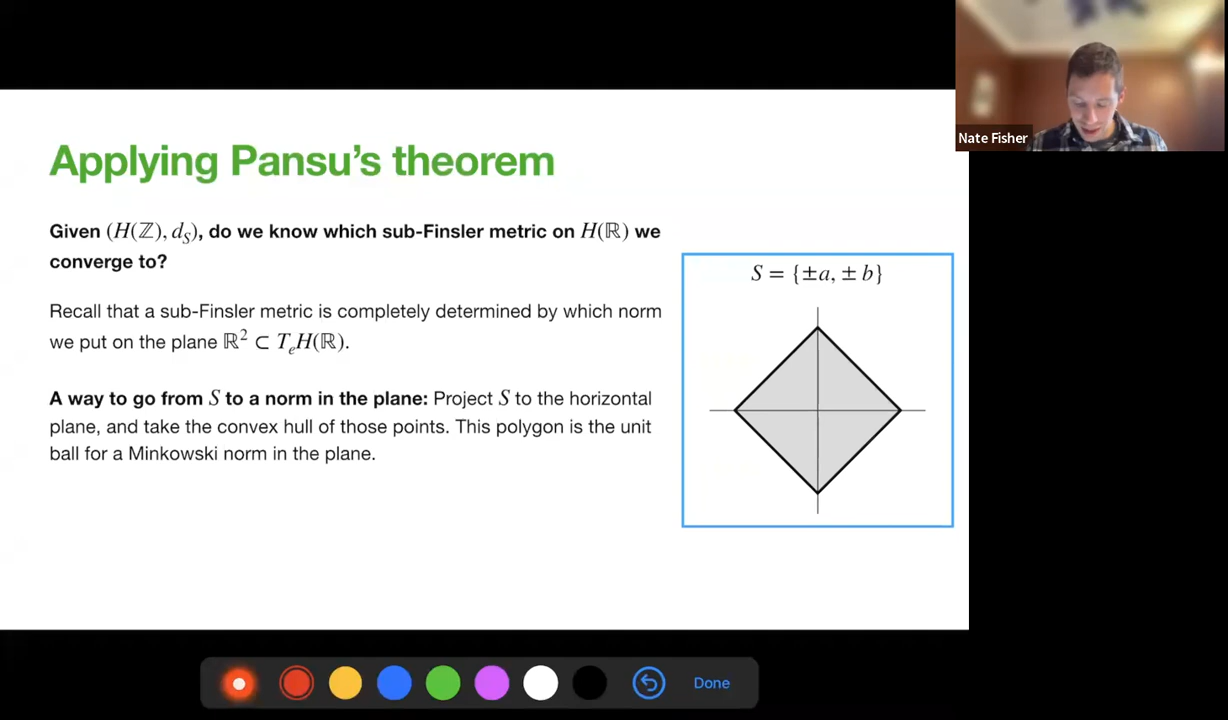 Nate Fisher
Applying Pansu's theorem
Given (H(ℤ), d_S), do we know which sub-Finsler metric on H(ℝ) we
converge to?
Recall that a sub-Finsler metric is completely determined by which norm
we put on the plane ℝ² ⊂ T_eH(ℝ).
A way to go from S to a norm in the plane: Project S to the horizontal
plane, and take the convex hull of those points. This polygon is the unit
ball for a Minkowski norm in the plane.
S = {±a, ± b}
Done